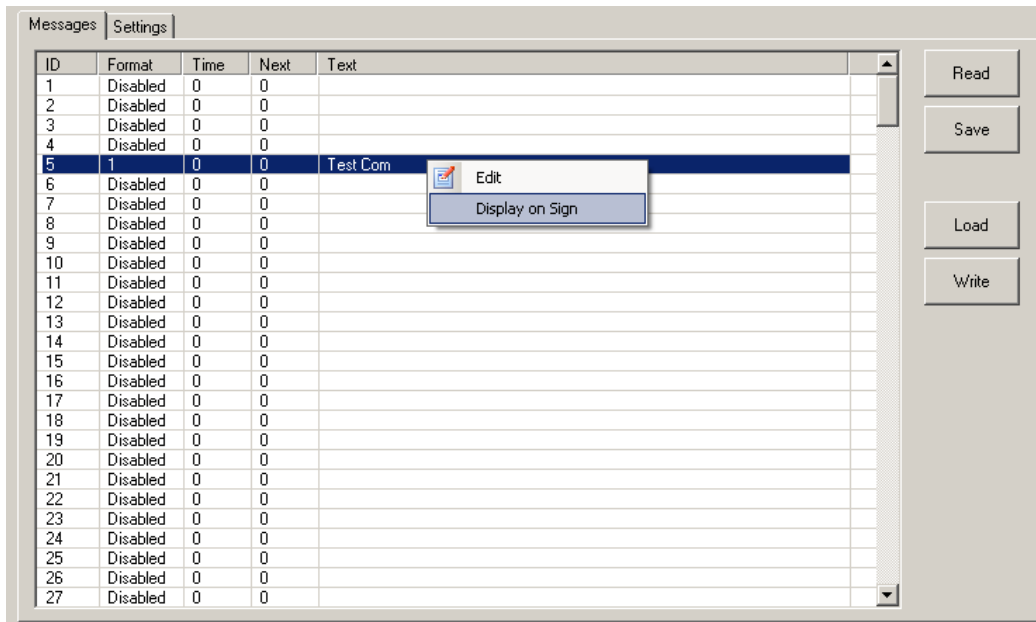 Messages Settings
ID Format Time Next Text
1 Disabled 0 0
2 Disabled 0 0
3 Disabled 0 0
4 Disabled 0 0
5 1 0 0 Test Com
6 Disabled 0 0
7 Disabled 0 0
8 Disabled 0 0
9 Disabled 0 0
10 Disabled 0 0
11 Disabled 0 0
12 Disabled 0 0
13 Disabled 0 0
14 Disabled 0 0
15 Disabled 0 0
16 Disabled 0 0
17 Disabled 0 0
18 Disabled 0 0
19 Disabled 0 0
20 Disabled 0 0
21 Disabled 0 0
22 Disabled 0 0
23 Disabled 0 0
24 Disabled 0 0
25 Disabled 0 0
26 Disabled 0 0
27 Disabled 0 0
Edit
Display on Sign
Read
Save
Load
Write